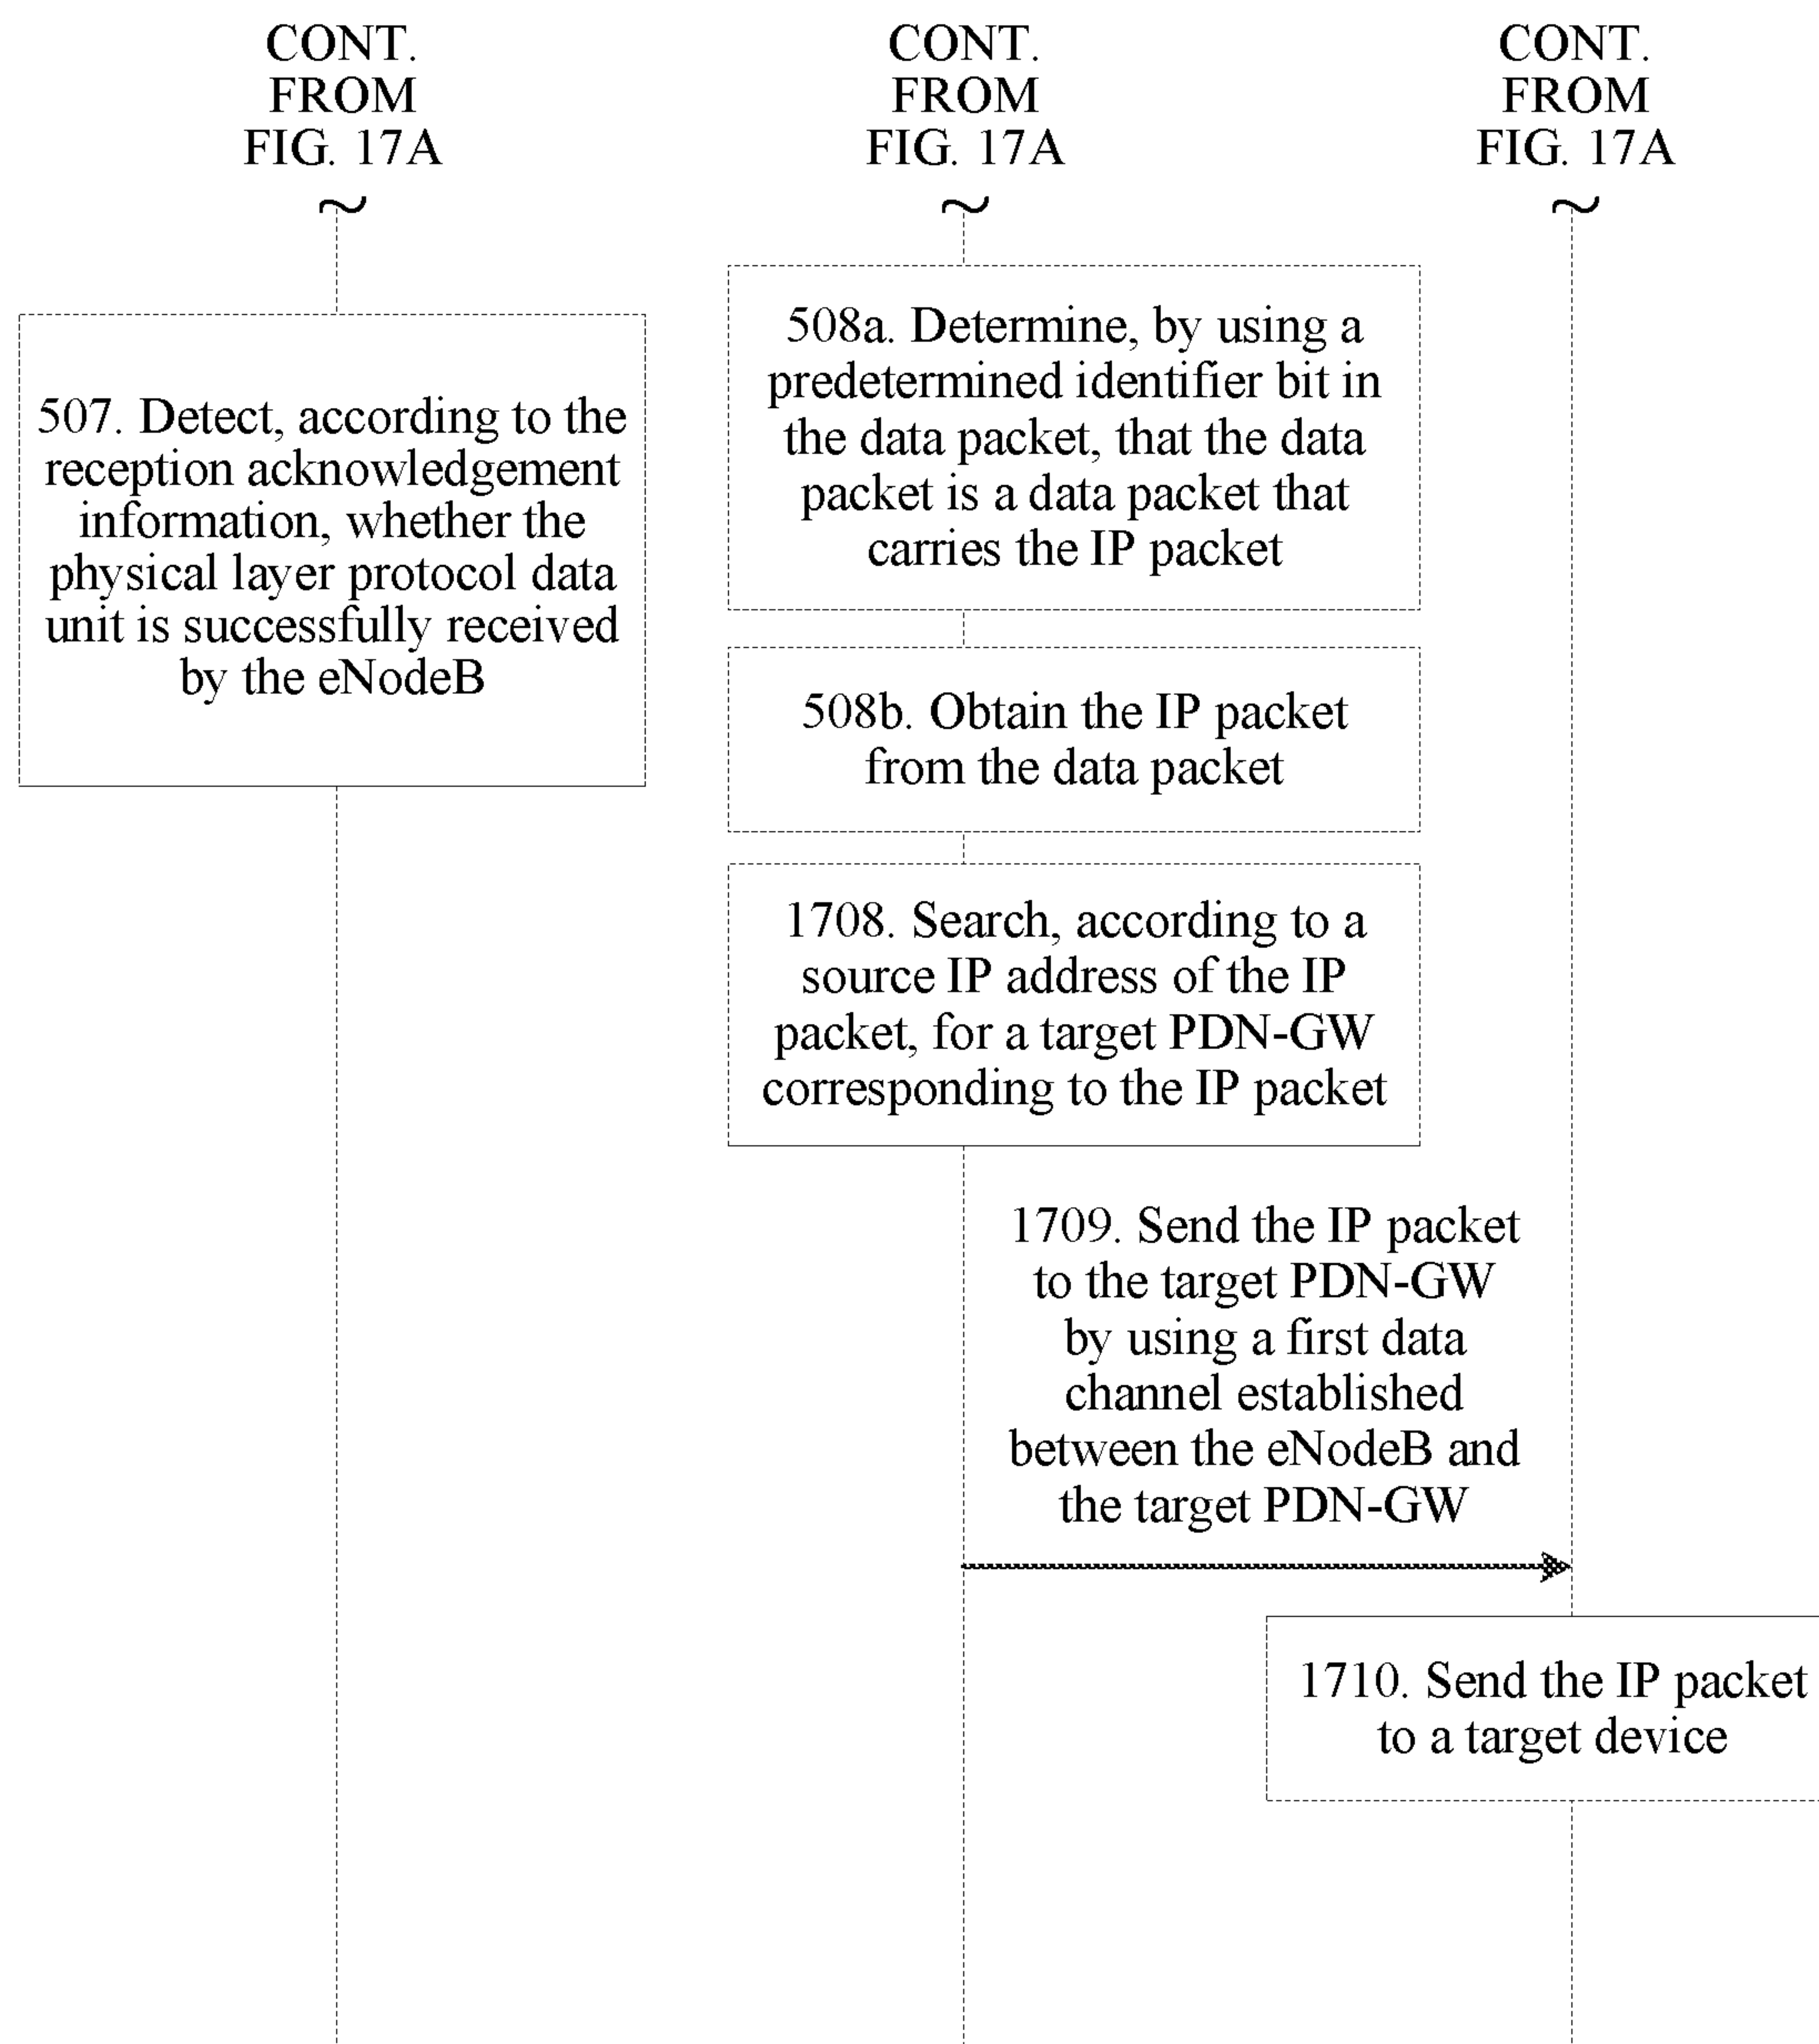 CONT.
FROM
FIG. 17A
CONT.
FROM
FIG. 17A
CONT.
FROM
FIG. 17A
507. Detect, according to the
reception acknowledgement
information, whether the
physical layer protocol data
unit is successfully received
by the eNodeB
508a. Determine, by using a
predetermined identifier bit in
the data packet, that the data
packet is a data packet that
carries the IP packet
508b. Obtain the IP packet
from the data packet
1708. Search, according to a
source IP address of the IP
packet, for a target PDN-GW
corresponding to the IP packet
1709. Send the IP packet
to the target PDN-GW
by using a first data
channel established
between the eNodeB and
the target PDN-GW
1710. Send the IP packet
to a target device